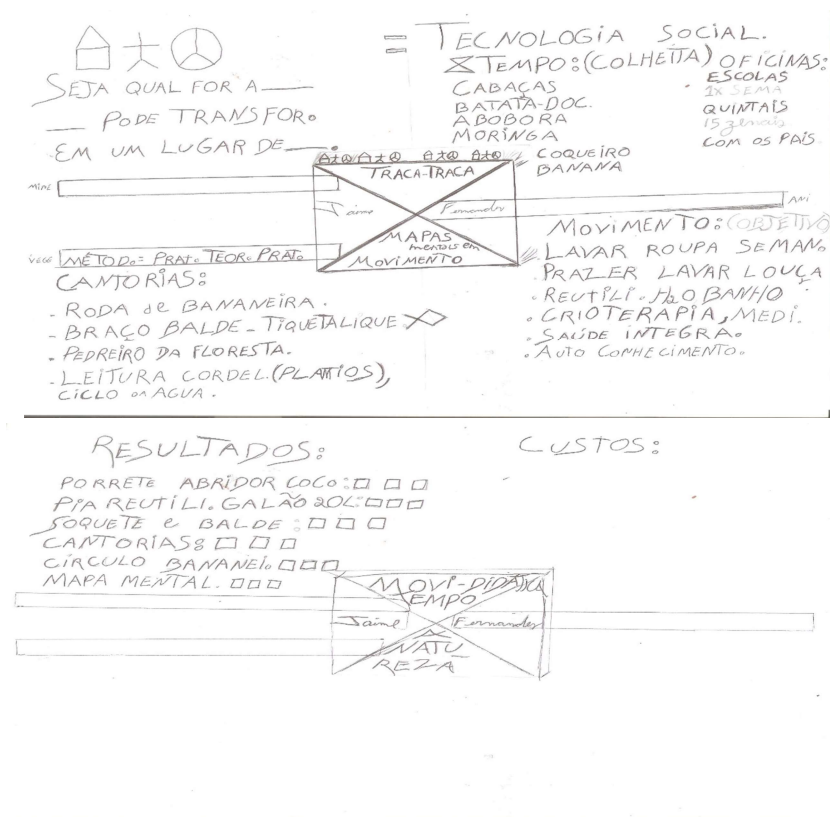 = TECNOLOGIA SOCIAL.
SEJA QUAL FOR A
PODE TRANSFOR.
EM UM LUGAR DE
TEMPO: (COLHEITA) OFICINAS:
CABAÇAS
BATATA-DOC.
ABOBORA
MORINGA
COQUEIRO
BANANA
ESCOLAS
1X SEMA
QUINTAIS
15
COM OS PAIS
TRACA-TRACA
Jaime
MAPAS
mentais em
MOVIMENTO
MÉTODO= PRAT. TEOR. PRAT.
CANTORIAS:
- RODA de BANANEIRA.
- BRAÇO BALDE - TIQUETALIQUE
. PEDREIRO DA FLORESTA.
- LEITURA CORDEL. (PLANTIOS),
CICLO DA AGUA.
MOVIMENTO: (OBJETIVO)
LAVAR ROUPA SEMAN.
. PRAZER LAVAR LOUÇA
. REUTILI. H2O BANHO
. CRIOTERAPIA, MEDI.
. SAÚDE INTEGRA.
. AUTO CONHECIMENTO.
RESULTADOS:
PORRETE ABRIDOR COCO:
PIA REUTILI. GALÃO 20L:
SOQUETE e BALDE:
CANTORIAS:
CÍRCULO BANANEI.
MAPA MENTAL.
CUSTOS:
MOVI-DIDÁTICA
TEMPO
Jaime Fernandes
NATU
REZA